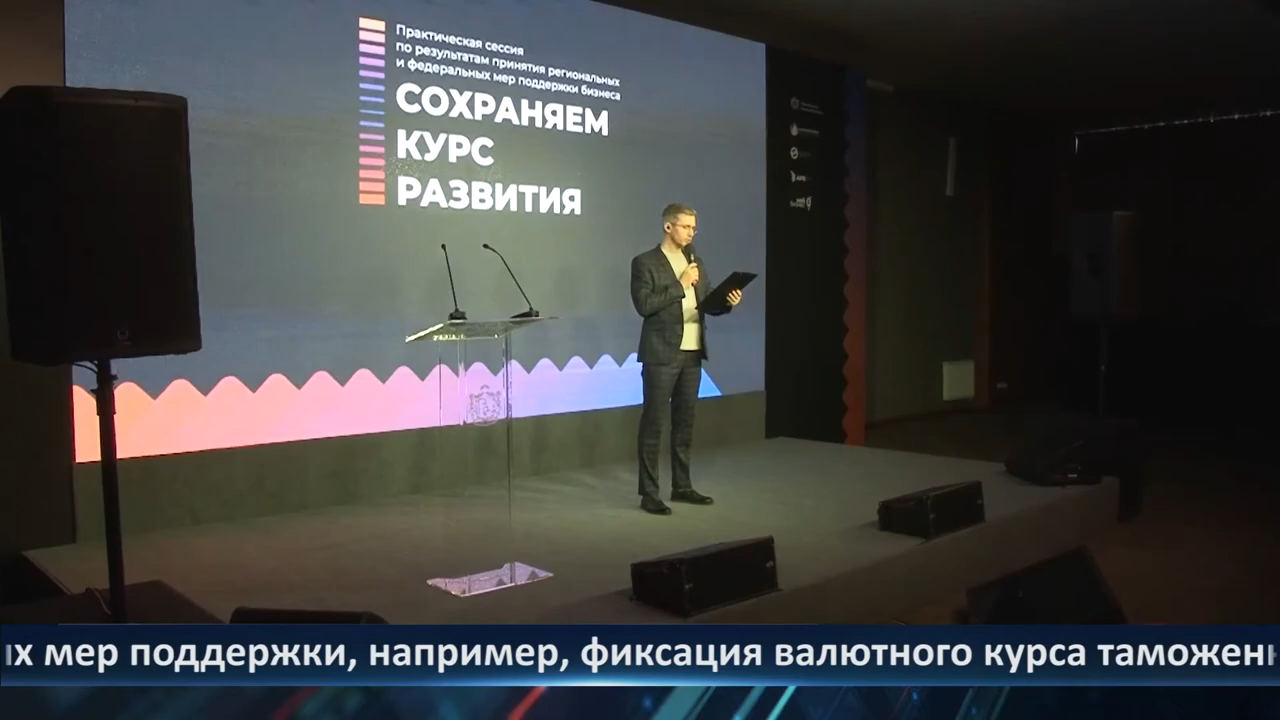 Практическая сессия
по результатам принятия региональных
и федеральных мер поддержки бизнеса
СОХРАНЯЕМ
КУРС
РАЗВИТИЯ
мер поддержки, например, фиксация валютного курса